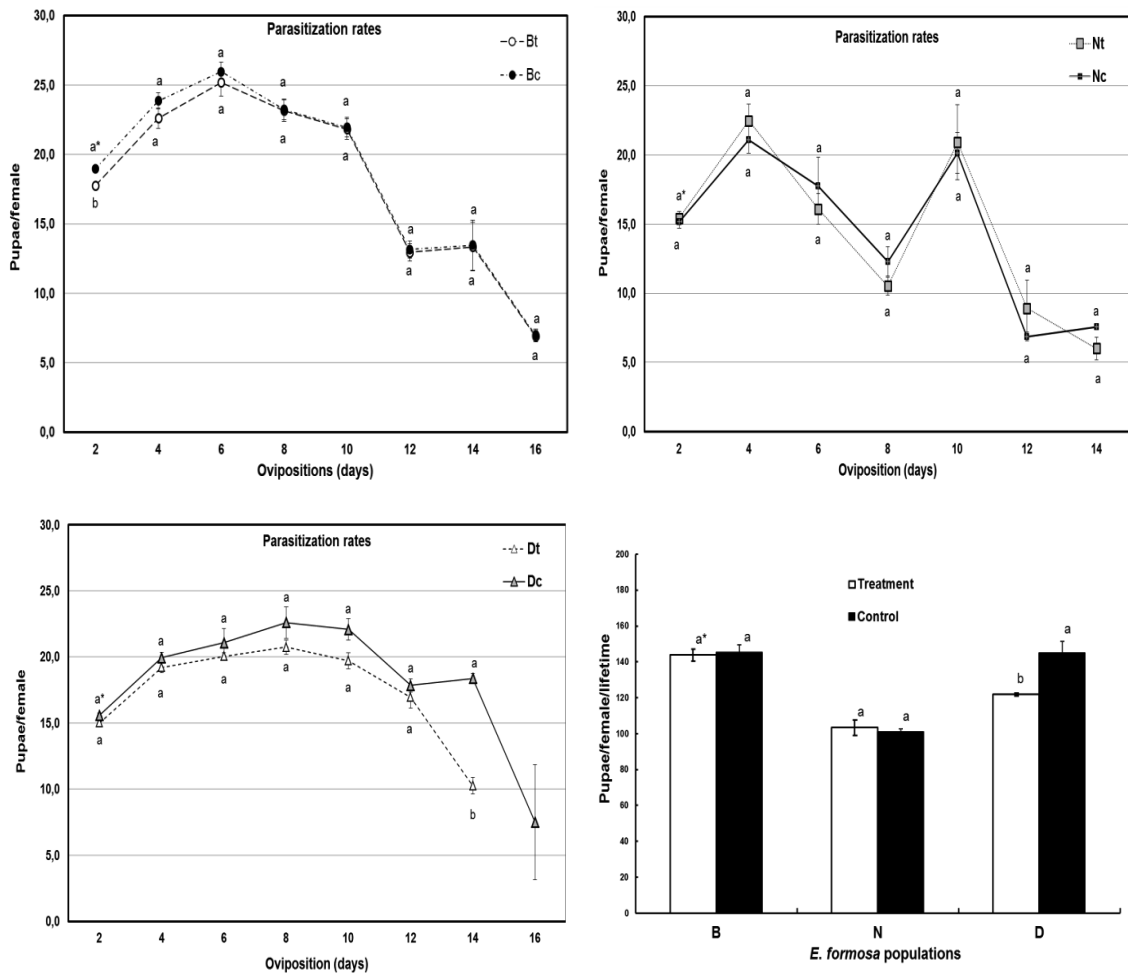 Parasitization rates
Bt
Bc
Pupae/female
30,0
25,0
20,0
15,0
10,0
5,0
0,0
a*
a
a
a
a
a
a
a
b
a
a
a
a
a
a
a
2 4 6 8 10 12 14 16
Ovipositions (days)
Parasitization rates
Nt
Nc
Pupae/female
30,0
25,0
20,0
15,0
10,0
5,0
0,0
a*
a
a
a
a
a
a
a
a
a
a
a
a
a
2 4 6 8 10 12 14
Oviposition (days)
Parasitization rates
Dt
Dc
Pupae/female
30,0
25,0
20,0
15,0
10,0
5,0
0,0
a*
a
a
a
a
a
a
a
a
a
a
a
a
b
2 4 6 8 10 12 14 16
Oviposition (days)
Treatment
Control
Pupae/female/lifetime
200
180
160
140
120
100
80
60
40
20
0
a* a
a a
b a
B N D
E. formosa populations